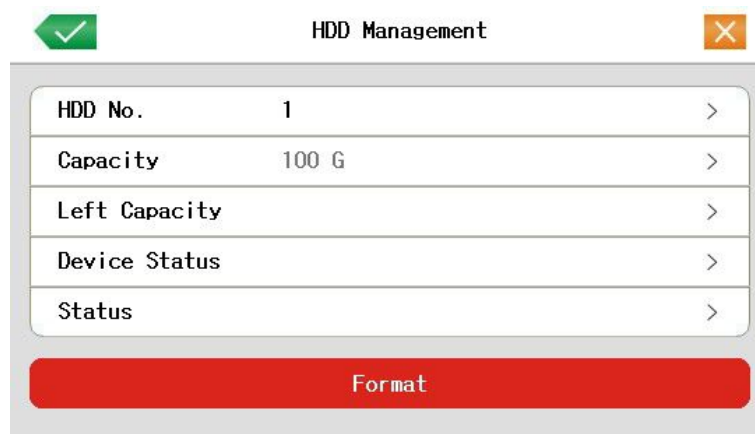 HDD Management
HDD No. 1
Capacity 100 G
Left Capacity
Device Status
Status
Format